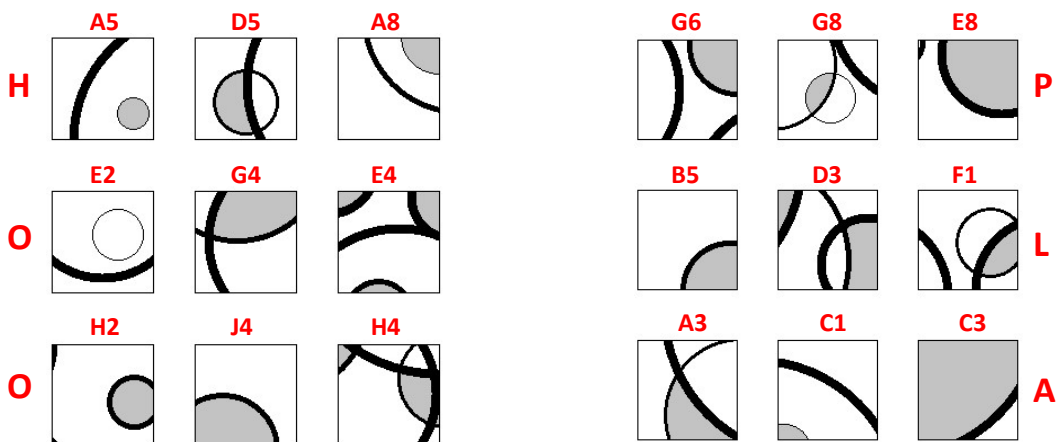 A5 D5 A8 G6 G8 E8
H P
E2 G4 E4 B5 D3 F1
O L
H2 J4 H4 A3 C1 C3
O A